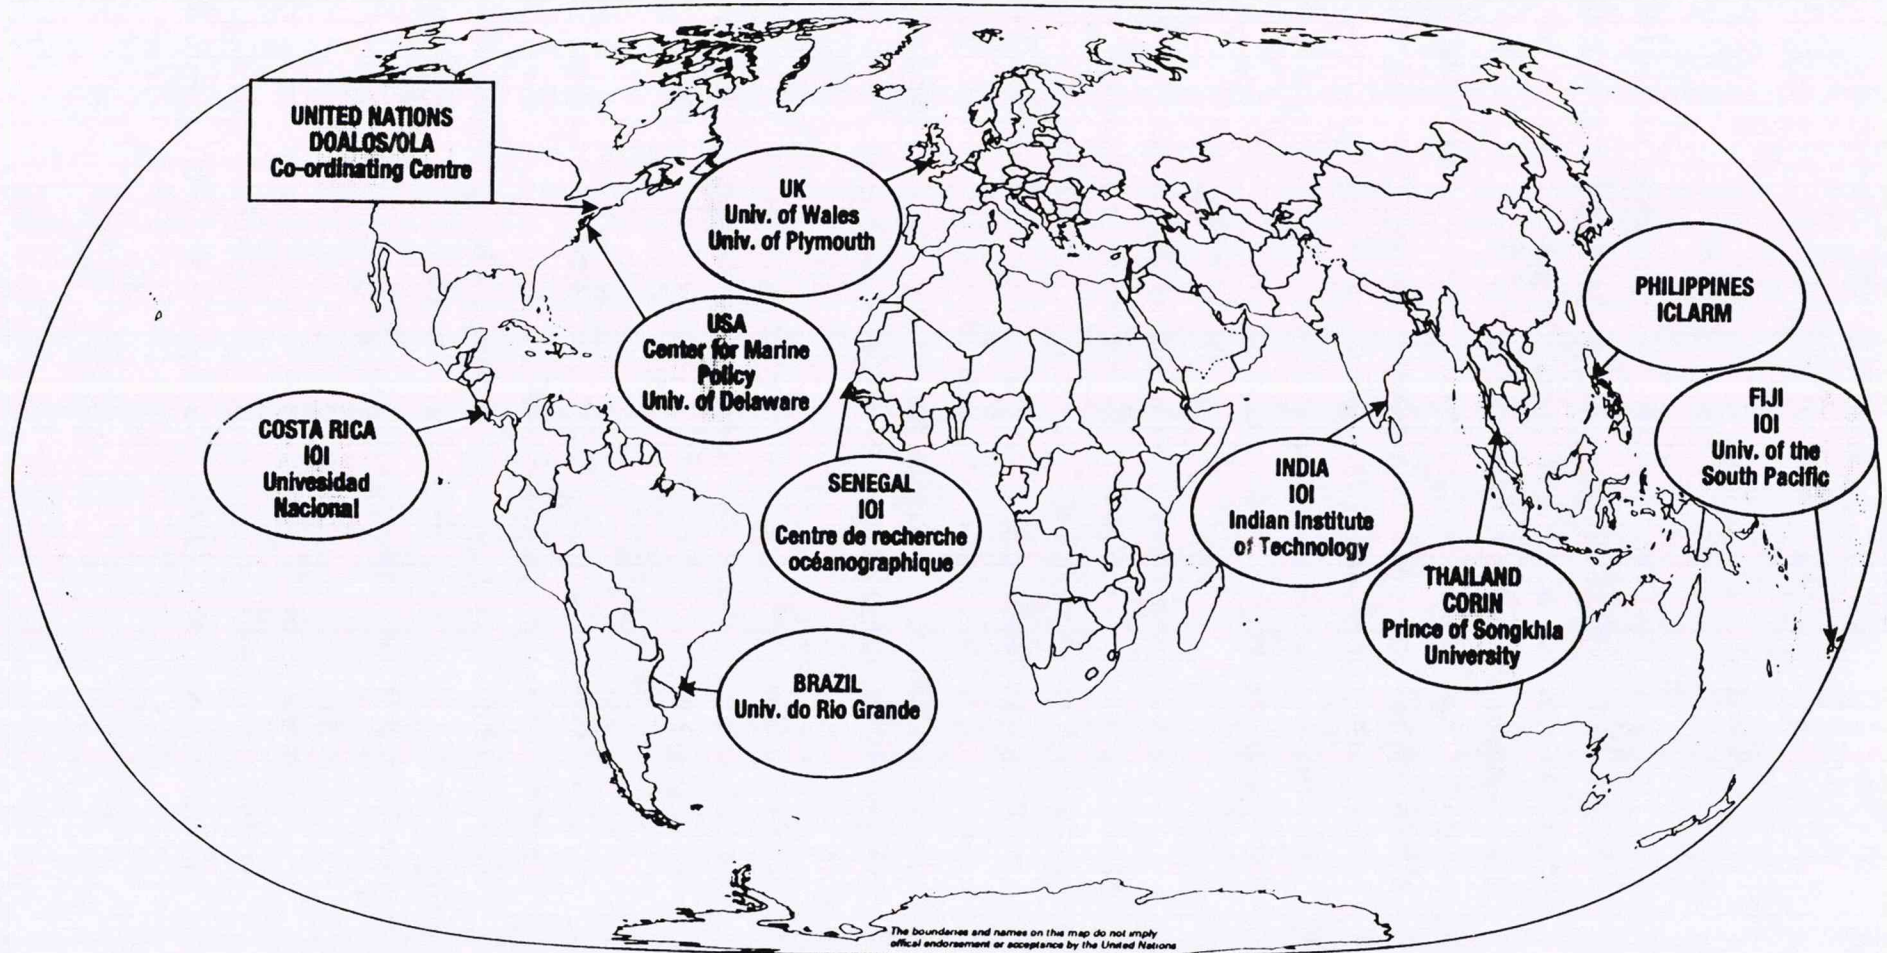 UNITED NATIONS
DOALOS/OLA
Co-ordinating Centre
UK
Univ. of Wales
Univ. of Plymouth
PHILIPPINES
ICLARM
USA
Center for Marine
Policy
Univ. of Delaware
COSTA RICA
IOI
Univesidad
Nacional
FIJI
IOI
Univ. of the
South Pacific
SENEGAL
IOI
Centre de recherche
océanographique
INDIA
IOI
Indian Institute
of Technology
THAILAND
CORIN
Prince of Songkhla
University
BRAZIL
Univ. do Rio Grande
The boundaries and names on this map do not imply
offical endorsement or acceptance by the United Nations